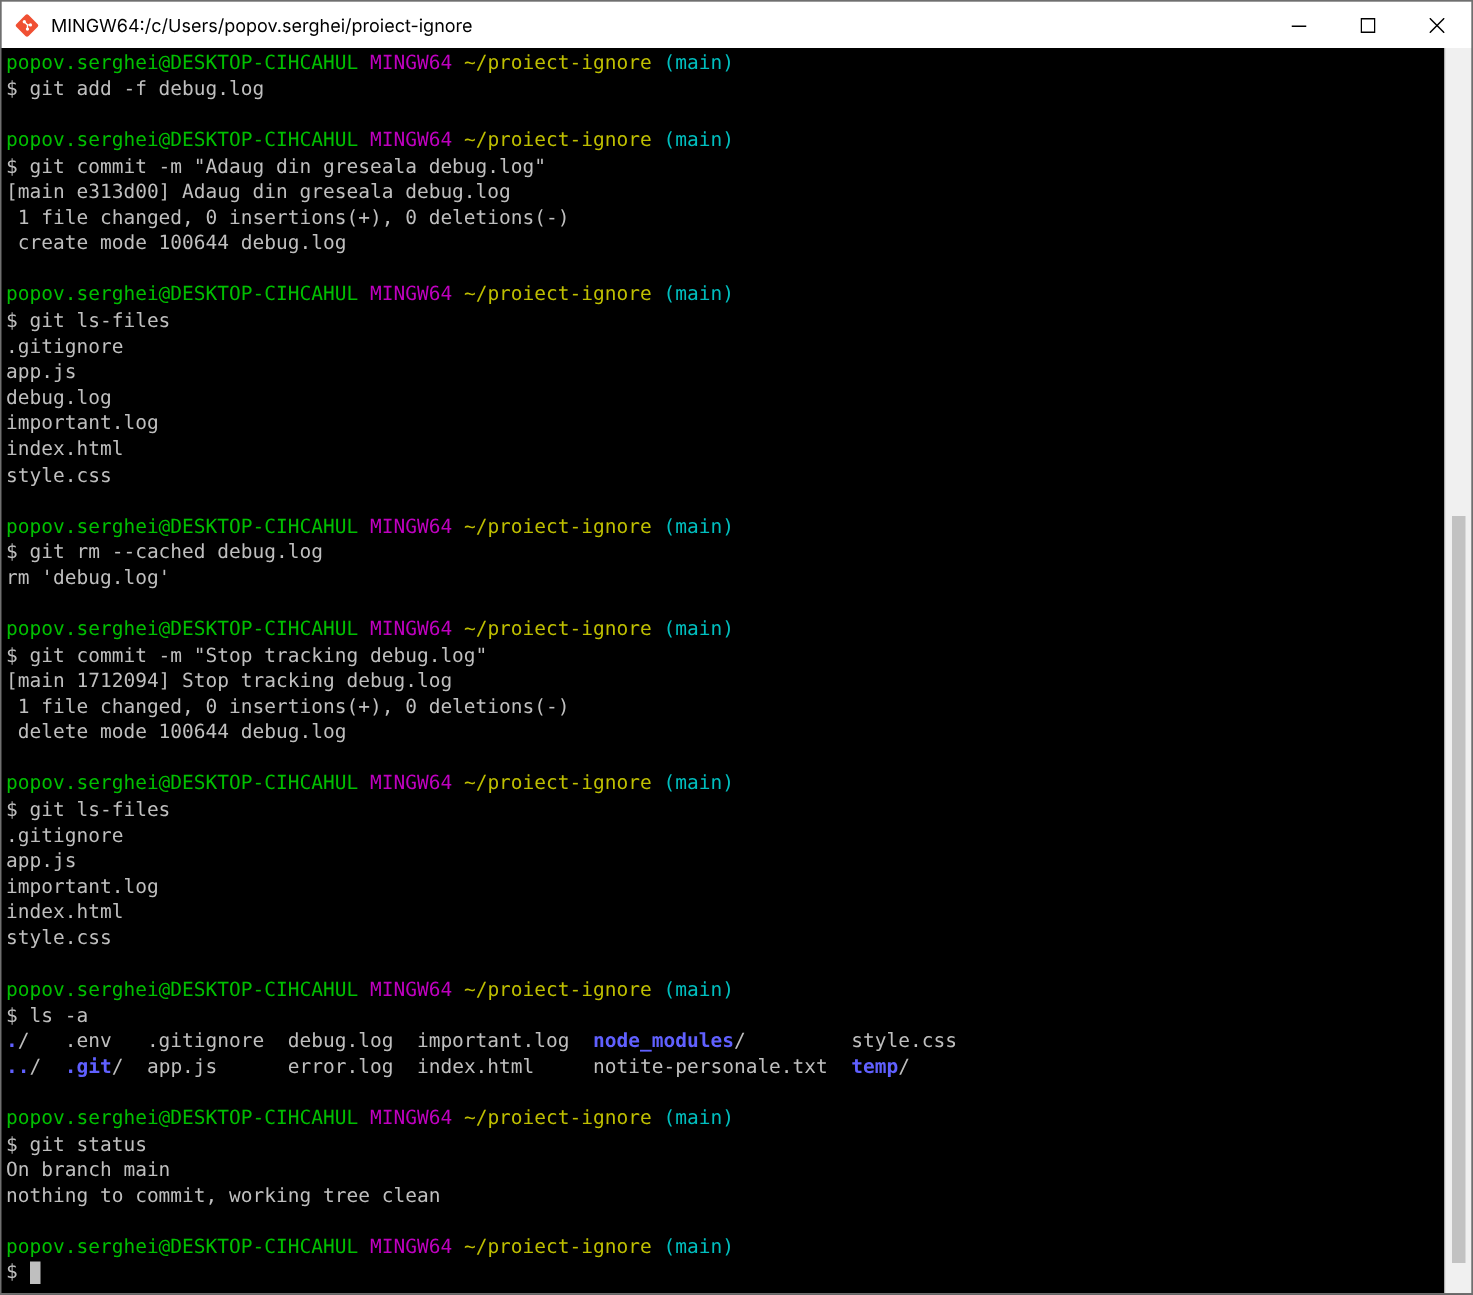 MINGW64:/c/Users/popov.serghei/proiect-ignore
popov.serghei@DESKTOP-CIHCAHUL MINGW64 ~/proiect-ignore (main)
$ git add -f debug.log
popov.serghei@DESKTOP-CIHCAHUL MINGW64 ~/proiect-ignore (main)
$ git commit -m "Adaug din greseala debug.log"
[main e313d00] Adaug din greseala debug.log
 1 file changed, 0 insertions(+), 0 deletions(-)
 create mode 100644 debug.log
popov.serghei@DESKTOP-CIHCAHUL MINGW64 ~/proiect-ignore (main)
$ git ls-files
.gitignore
app.js
debug.log
important.log
index.html
style.css
popov.serghei@DESKTOP-CIHCAHUL MINGW64 ~/proiect-ignore (main)
$ git rm --cached debug.log
rm 'debug.log'
popov.serghei@DESKTOP-CIHCAHUL MINGW64 ~/proiect-ignore (main)
$ git commit -m "Stop tracking debug.log"
[main 1712094] Stop tracking debug.log
 1 file changed, 0 insertions(+), 0 deletions(-)
 delete mode 100644 debug.log
popov.serghei@DESKTOP-CIHCAHUL MINGW64 ~/proiect-ignore (main)
$ git ls-files
.gitignore
app.js
important.log
index.html
style.css
popov.serghei@DESKTOP-CIHCAHUL MINGW64 ~/proiect-ignore (main)
$ ls -a
./   .env   .gitignore  debug.log  important.log  node_modules/         style.css
../  .git/  app.js      error.log  index.html     notite-personale.txt  temp/
popov.serghei@DESKTOP-CIHCAHUL MINGW64 ~/proiect-ignore (main)
$ git status
On branch main
nothing to commit, working tree clean
popov.serghei@DESKTOP-CIHCAHUL MINGW64 ~/proiect-ignore (main)
$